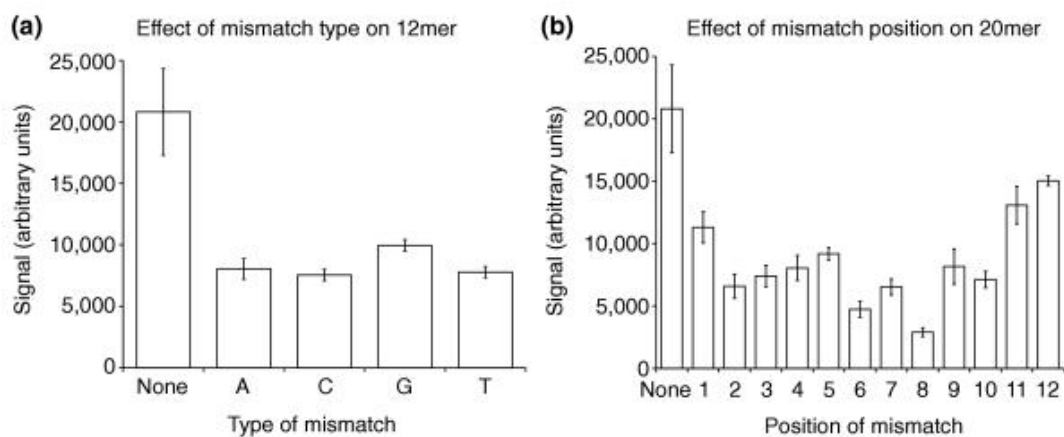 (a) Effect of mismatch type on 12mer
25,000
20,000
15,000
10,000
5,000
0
Signal (arbitrary units)
None A C G T
Type of mismatch
(b) Effect of mismatch position on 20mer
25,000
20,000
15,000
10,000
5,000
0
Signal (arbitrary units)
None 1 2 3 4 5 6 7 8 9 10 11 12
Position of mismatch